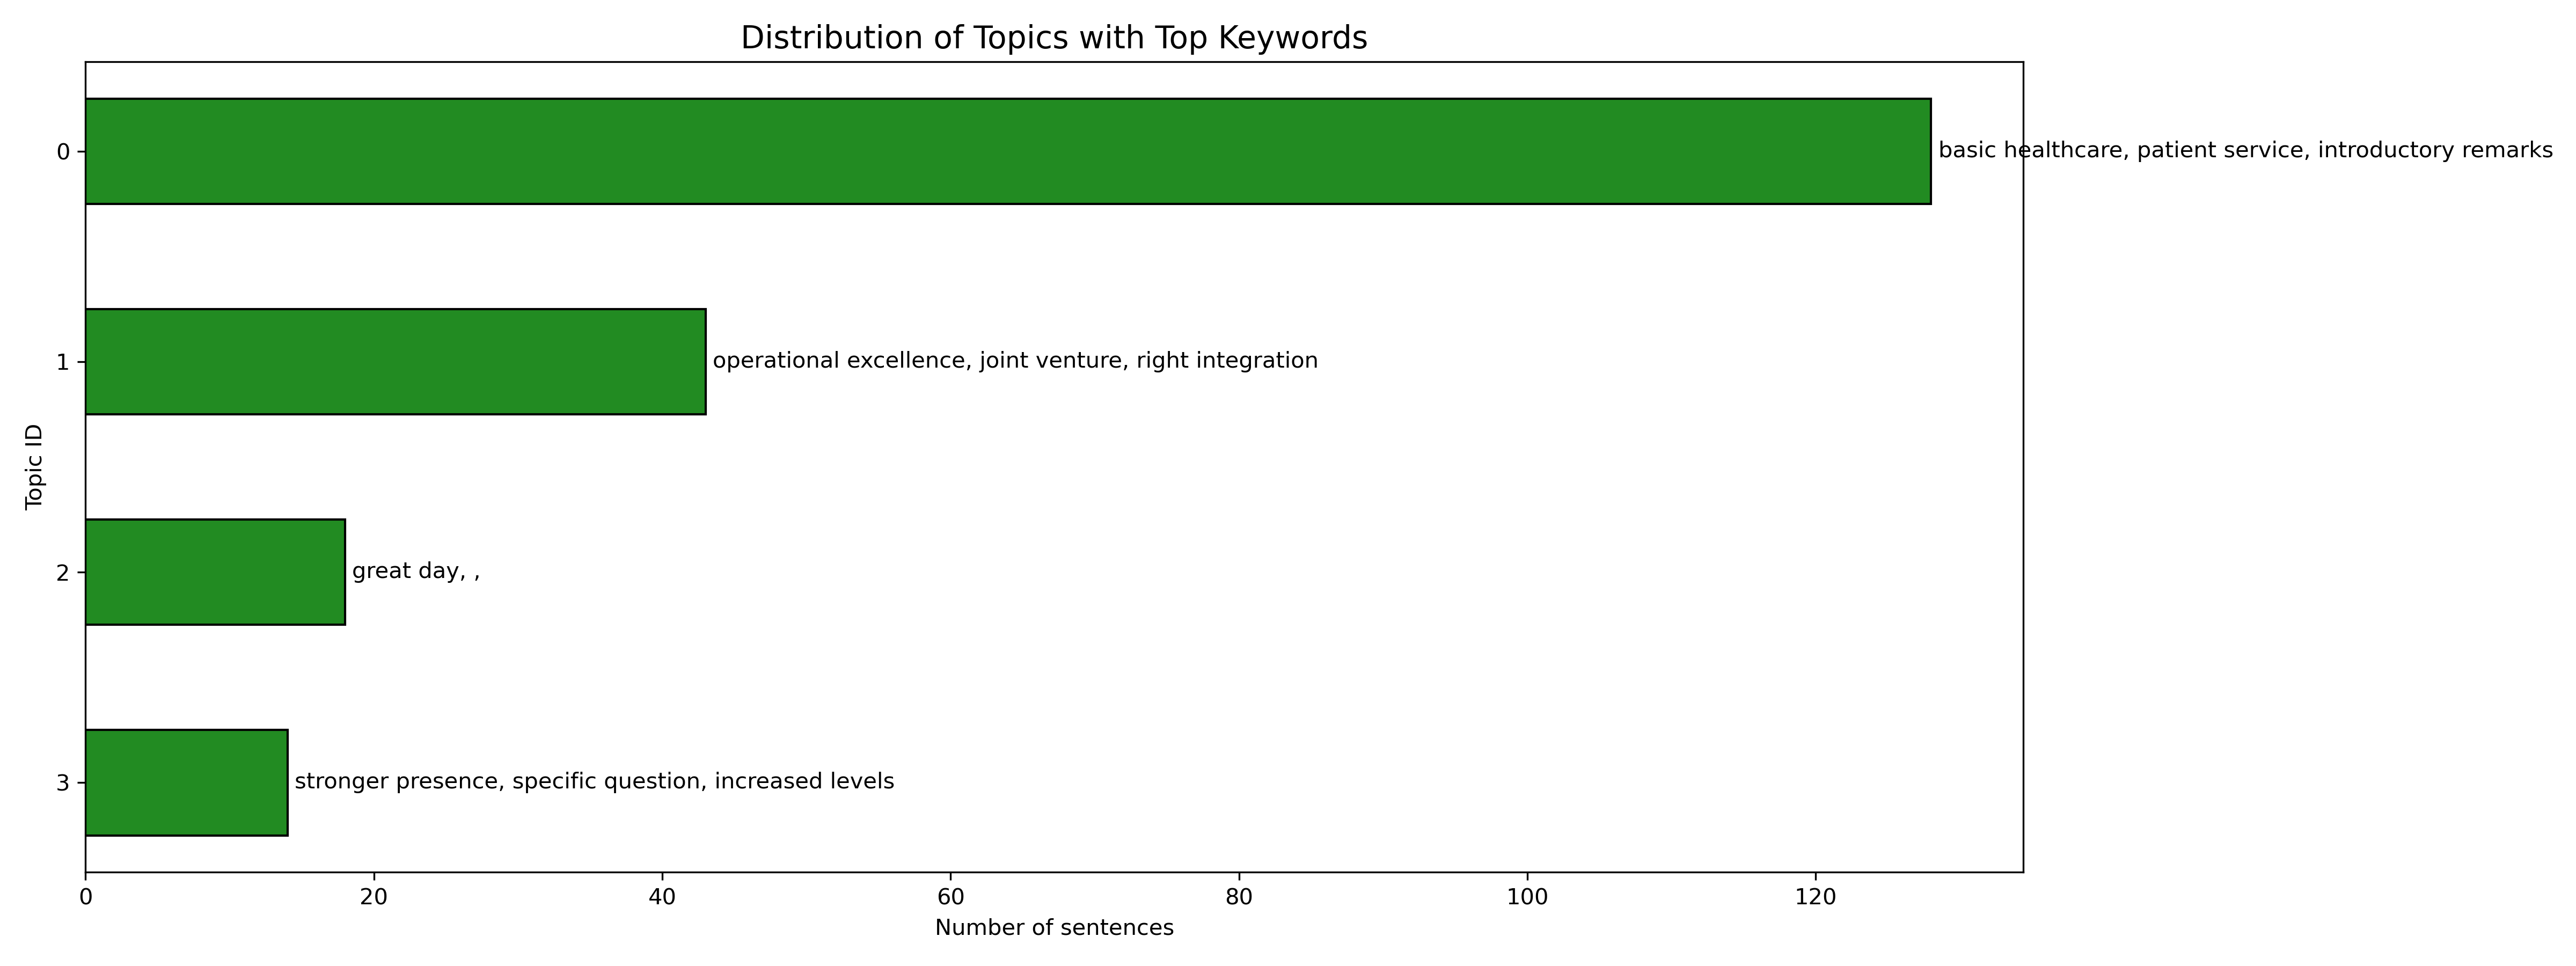 Distribution of Topics with Top Keywords
0
basic healthcare, patient service, introductory remarks
1
operational excellence, joint venture, right integration
Topic ID
2
great day, ,
3
stronger presence, specific question, increased levels
0 20 40 60 80 100 120
Number of sentences